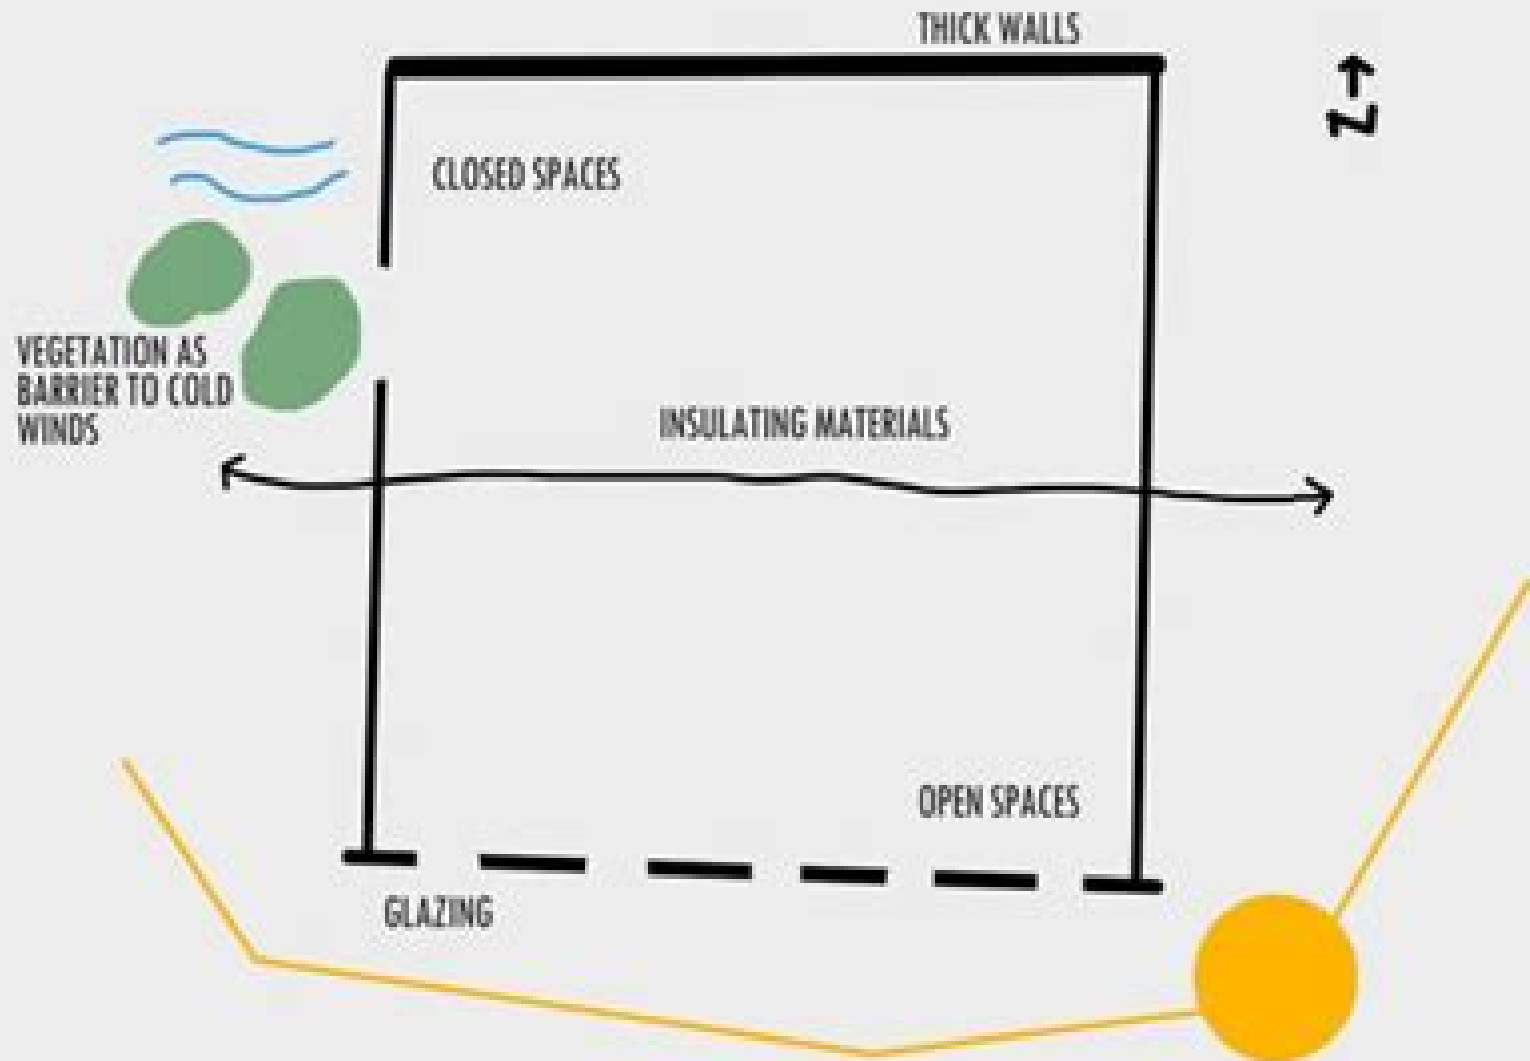 THICK WALLS
N
CLOSED SPACES
VEGETATION AS
BARRIER TO COLD
WINDS
INSULATING MATERIALS
OPEN SPACES
GLAZING